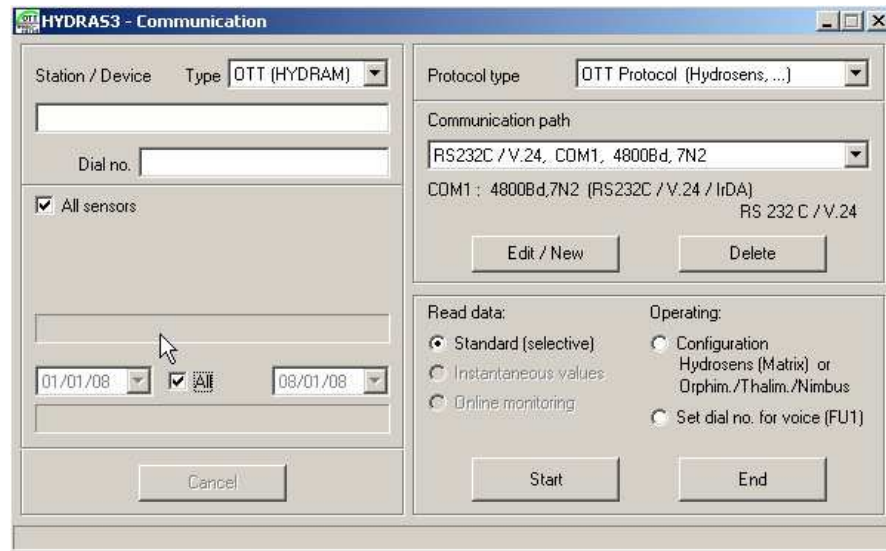 HYDRAS3 - Communication
Station / Device Type OTT (HYDRAM)
Dial no.
All sensors
01/01/08 All 08/01/08
Cancel
Protocol type OTT Protocol (Hydrosens, ...)
Communication path
RS232C / V.24, COM1, 4800Bd, 7N2
COM1 : 4800Bd,7N2 (RS232C / V.24 / IrDA)
RS 232 C / V.24
Edit / New Delete
Read data: Operating:
Standard (selective) Configuration
Instantaneous values Hydrosens (Matrix) or
Online monitoring Orphim./Thalim./Nimbus
Set dial no. for voice (FU1)
Start End